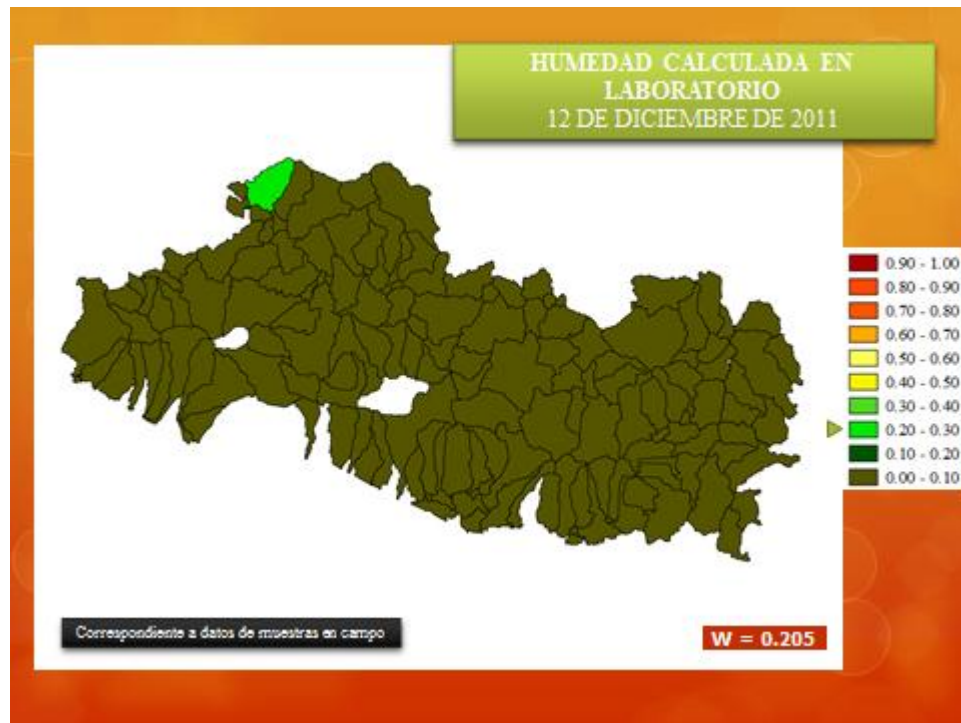 HUMEDAD CALCULADA EN
LABORATORIO
12 DE DICIEMBRE DE 2011
0.90 - 1.00
0.80 - 0.90
0.70 - 0.80
0.60 - 0.70
0.50 - 0.60
0.40 - 0.50
0.30 - 0.40
0.20 - 0.30
0.10 - 0.20
0.00 - 0.10
Correspondiente a datos de muestras en campo
W = 0.205